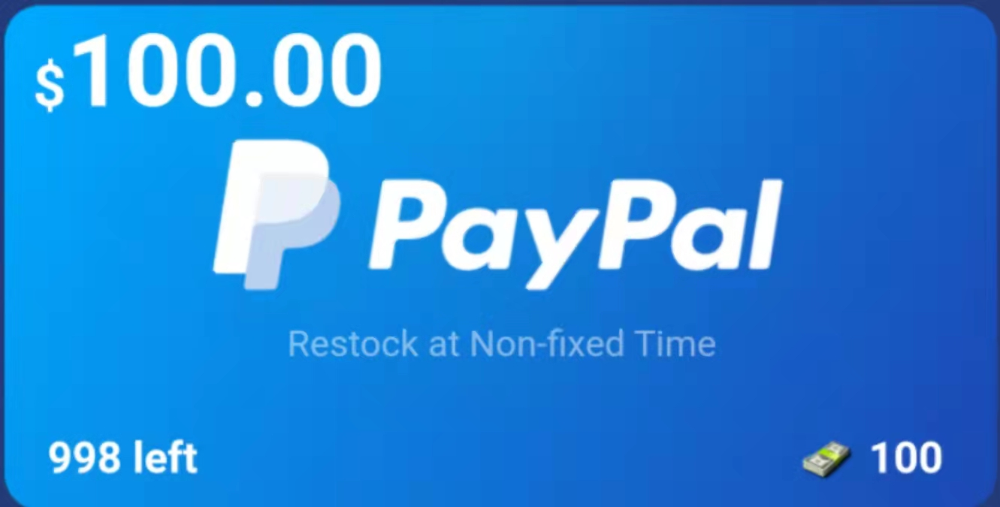 $100.00
PayPal
Restock at Non-fixed Time
998 left
100